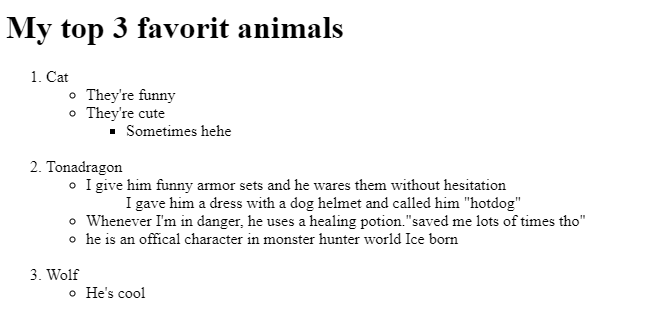 My top 3 favorit animals
1. Cat
They're funny
They're cute
Sometimes hehe
2. Tonadragon
I give him funny armor sets and he wares them without hesitation
I gave him a dress with a dog helmet and called him "hotdog"
Whenever I'm in danger, he uses a healing potion."saved me lots of times tho"
he is an offical character in monster hunter world Ice born
3. Wolf
He's cool